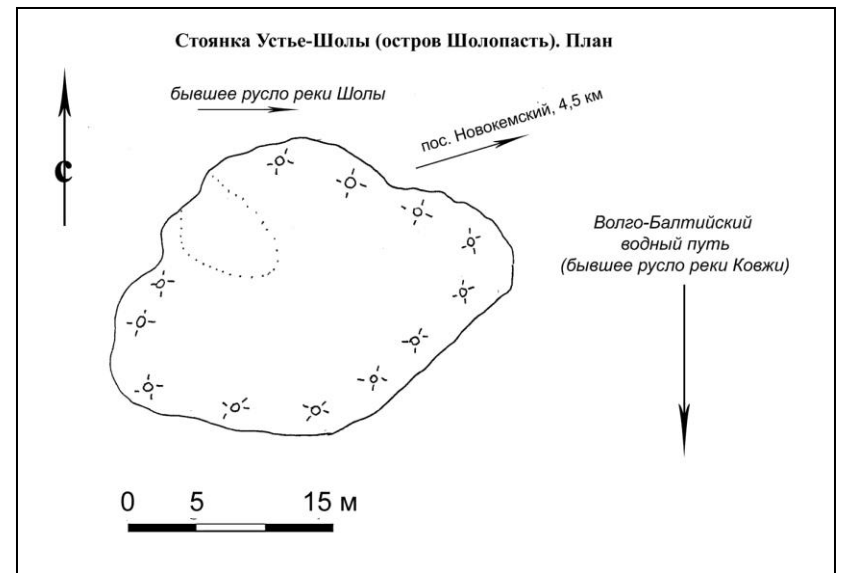 Стоянка Устье-Шолы (остров Шолопасть). План
бывшее русло реки Шолы
пос. Новокемский, 4,5 км
с
Волго-Балтийский
водный путь
(бывшее русло реки Ковжи)
0 5 15 м